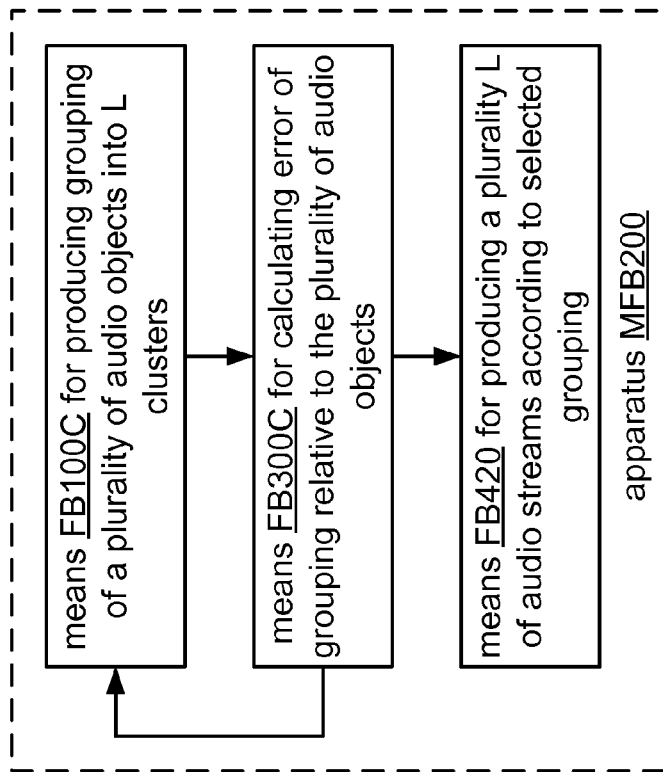 means FB100C for producing grouping
of a plurality of audio objects into L
clusters
means FB300C for calculating error of
grouping relative to the plurality of audio
objects
means FB420 for producing a plurality L
of audio streams according to selected
grouping
apparatus MFB200